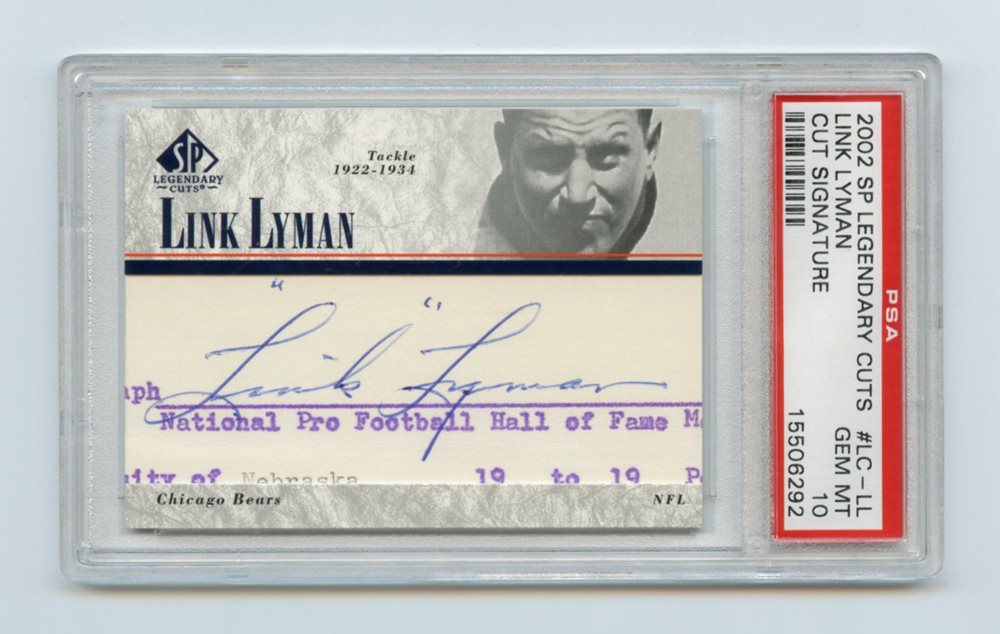 SP
LEGENDARY
CUTS
Tackle
1922-1934
LINK LYMAN
"Link" Lyman
National Pro Football Hall of Fame
of Nebraska 19 to 19
Chicago Bears
NFL
PSA
2002 SP LEGENDARY CUTS #LC-LL
LINK LYMAN GEM MT
CUT SIGNATURE 10
15506292